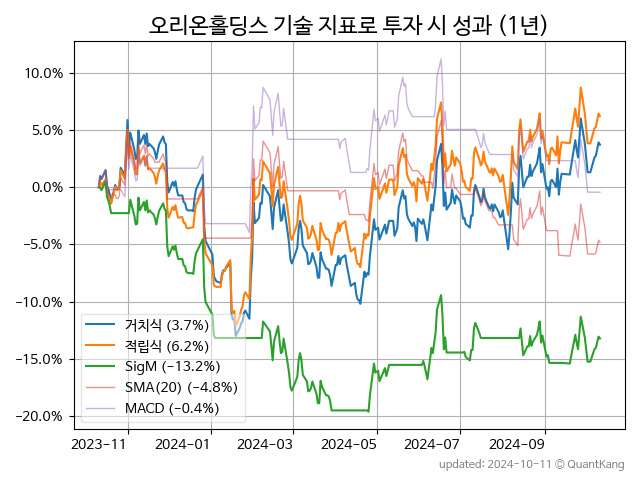 오리온홀딩스 기술 지표로 투자 시 성과 (1년)
10.0%
5.0%
0.0%
−5.0%
−10.0%
−15.0%
−20.0%
거치식 (3.7%)
적립식 (6.2%)
SigM (−13.2%)
SMA(20) (−4.8%)
MACD (−0.4%)
2023-11 2024-01 2024-03 2024-05 2024-07 2024-09
updated: 2024-10-11 © QuantKang